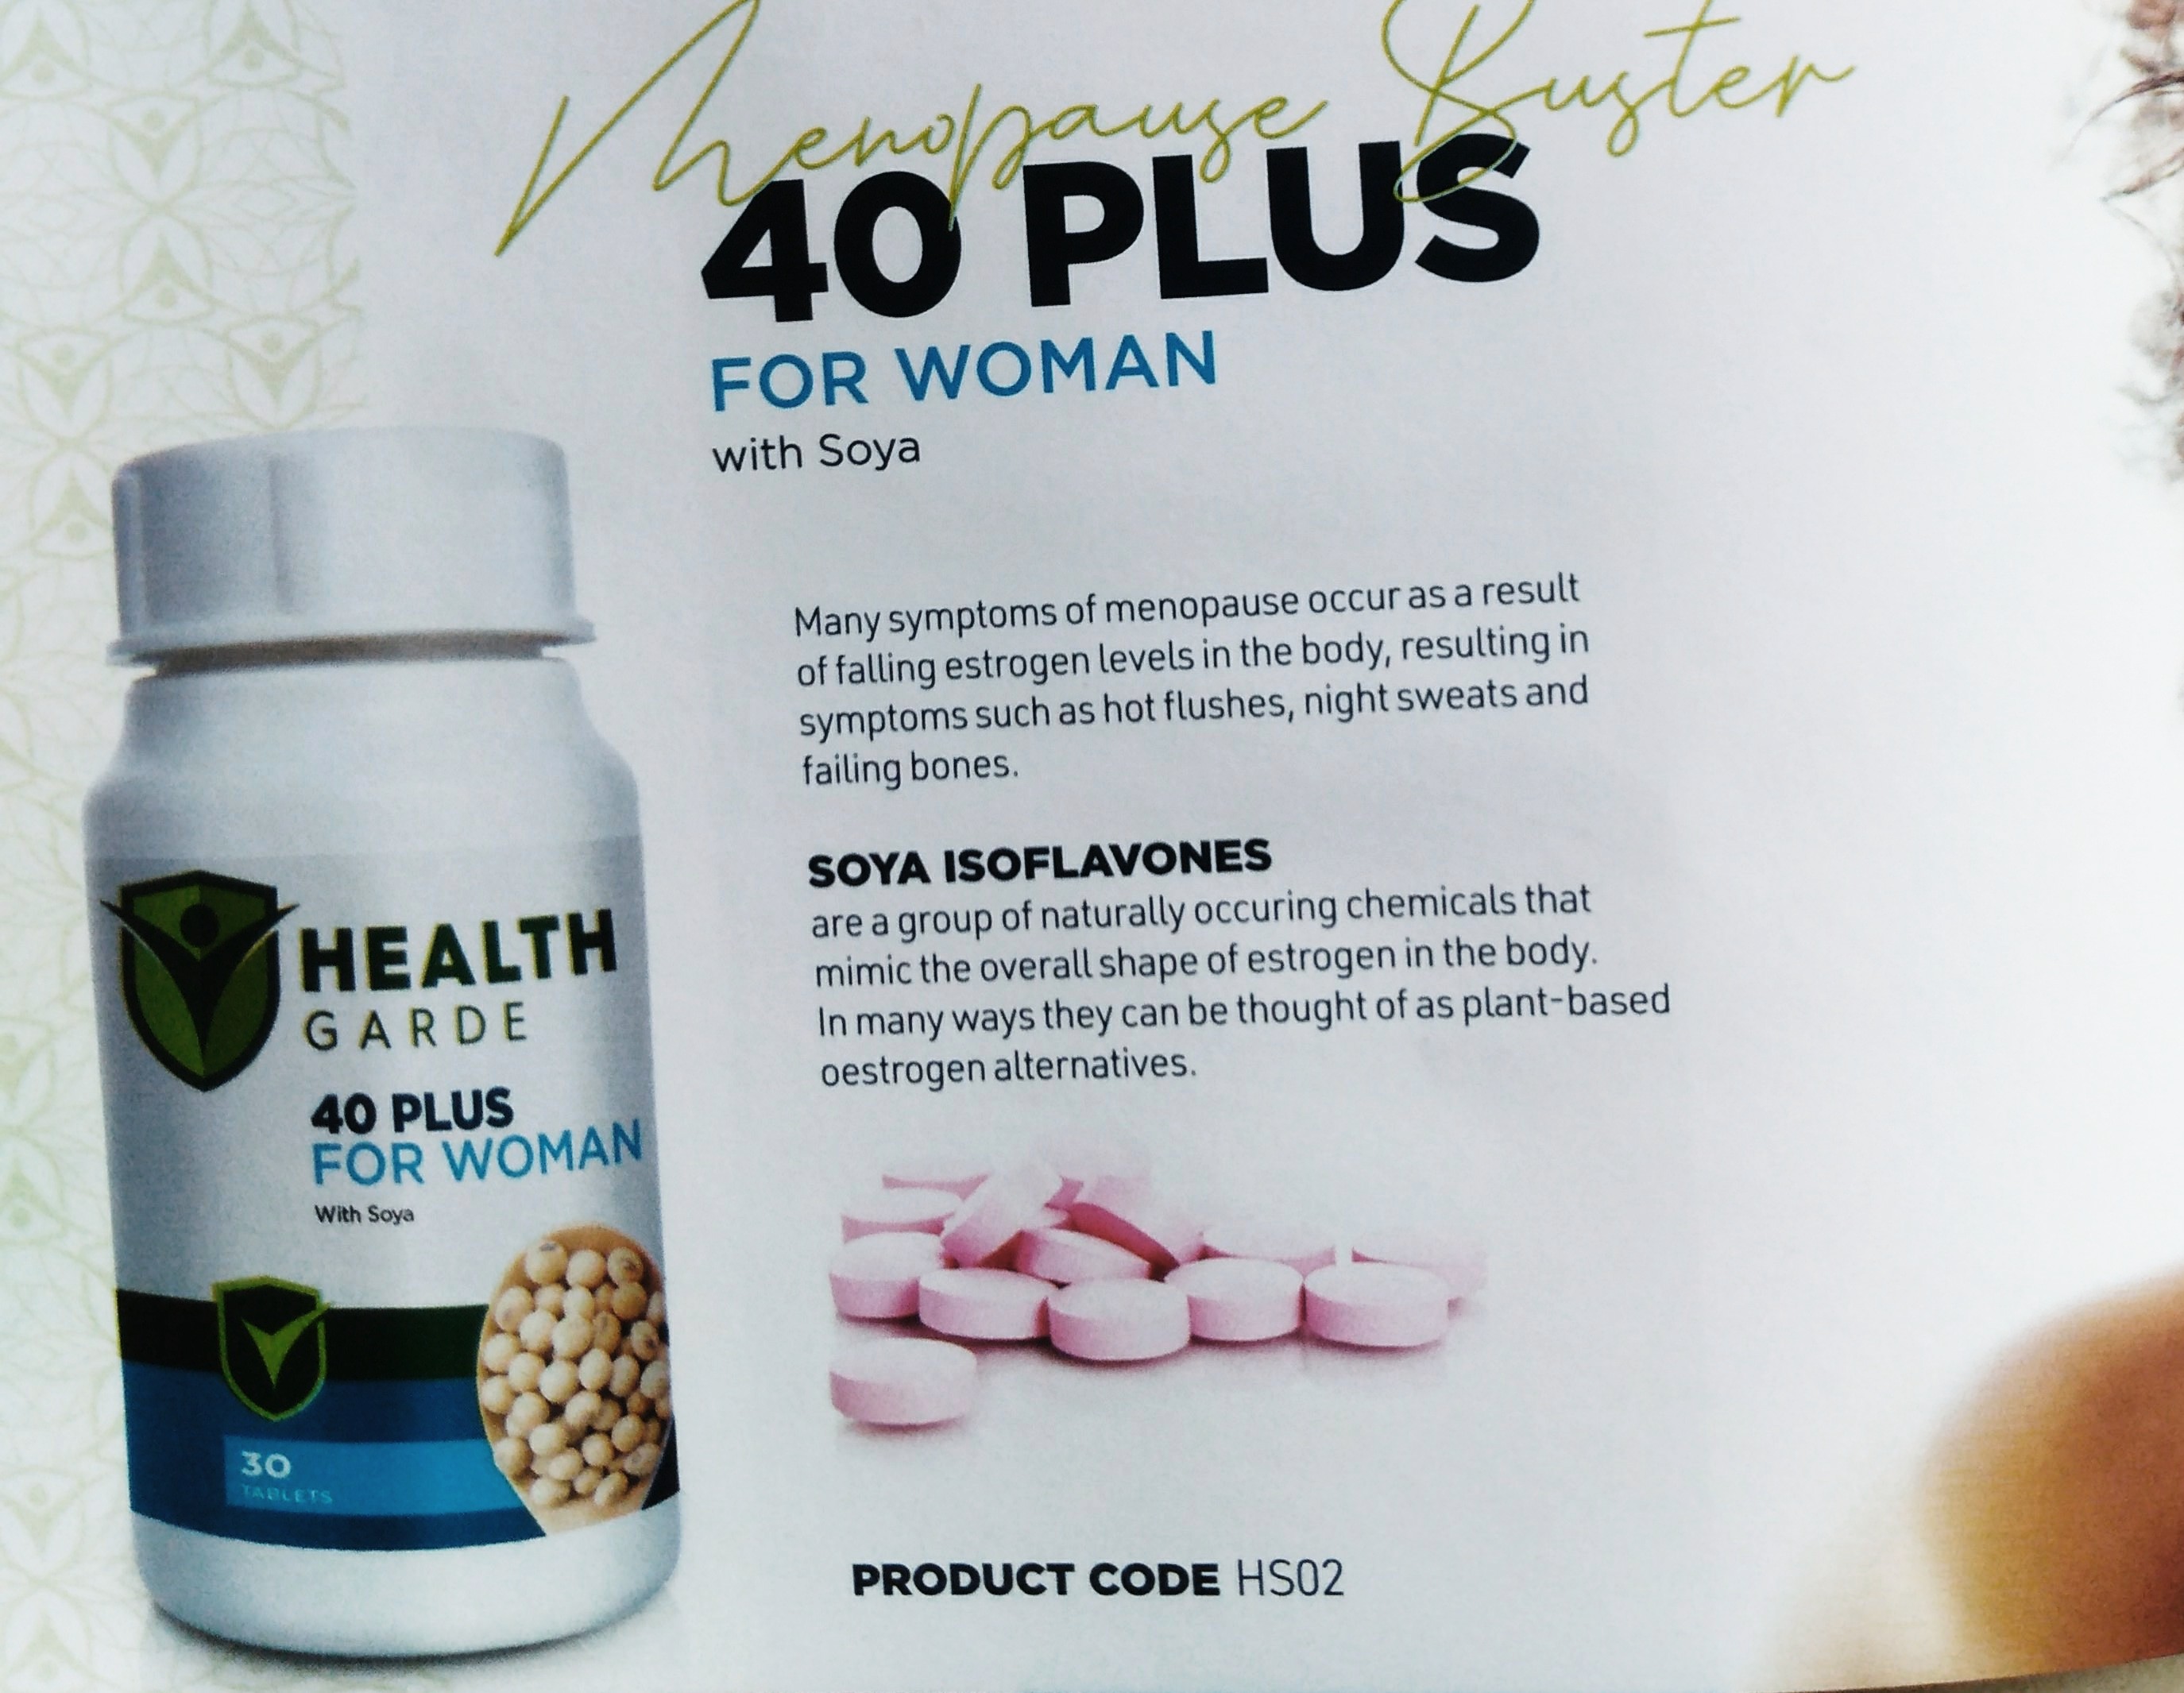 Menopause Buster
40 PLUS
FOR WOMAN
with Soya
Many symptoms of menopause occur as a result
of falling estrogen levels in the body, resulting in
symptoms such as hot flushes, night sweats and
failing bones.
SOYA ISOFLAVONES
are a group of naturally occuring chemicals that
mimic the overall shape of estrogen in the body.
In many ways they can be thought of as plant-based
oestrogen alternatives.
HEALTH
GARDE
40 PLUS
FOR WOMAN
With Soya
30
TABLETS
PRODUCT CODE HS02